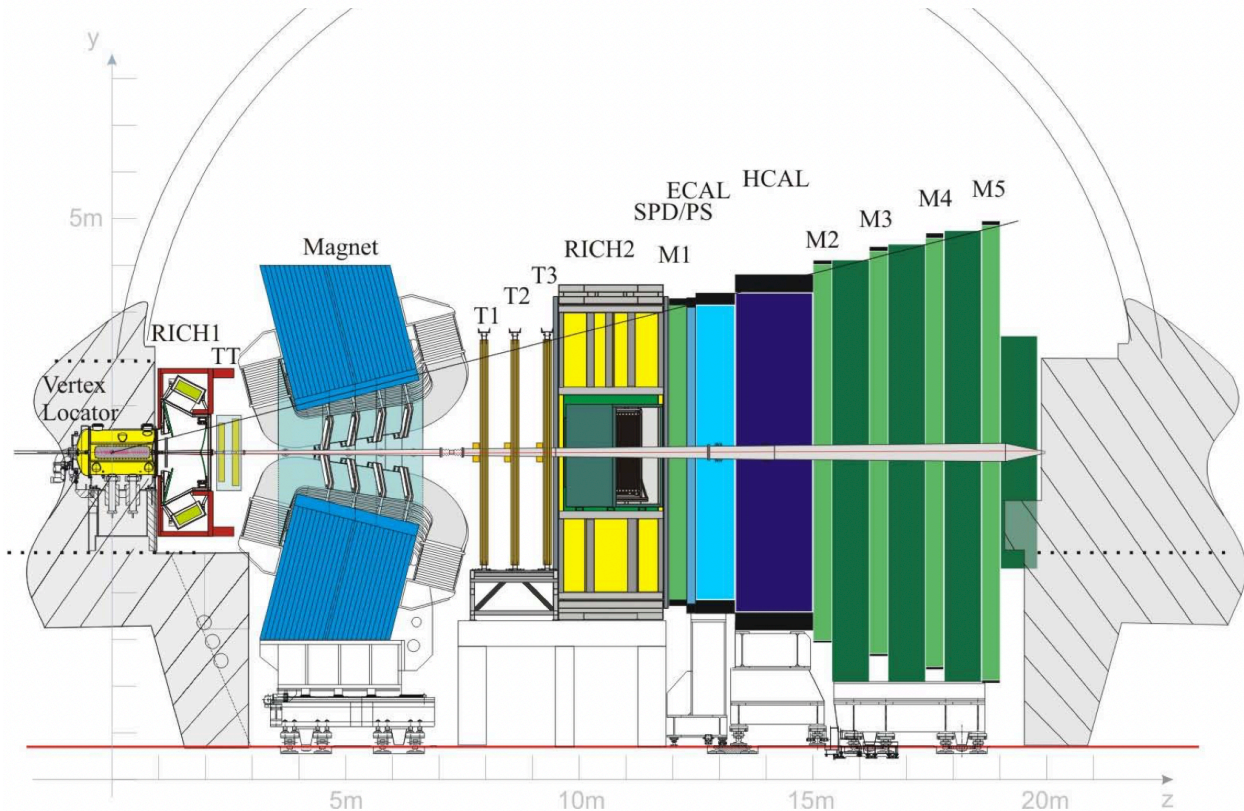 y
5m
Vertex
Locator
RICH1
TT
Magnet
T1
T2
T3
RICH2
M1
SPD/PS
ECAL
HCAL
M2
M3
M4
M5
5m
10m
15m
20m
z